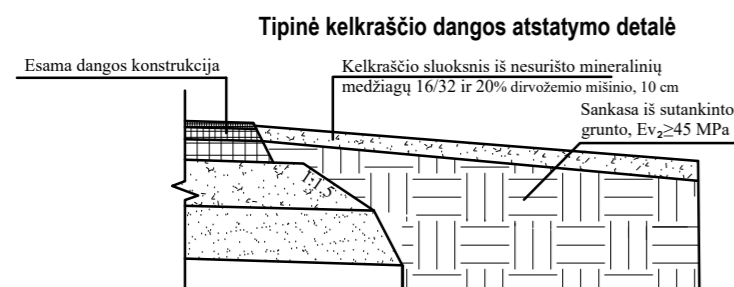 Tipinė kelkraščio dangos atstatymo detalė
Esama dangos konstrukcija
Kelkraščio sluoksnis iš nesurišto mineralinių
medžiagų 16/32 ir 20% dirvožemio mišinio, 10 cm
Sankasa iš sutankinto
grunto, Ev₂≥45 MPa
1:1,5